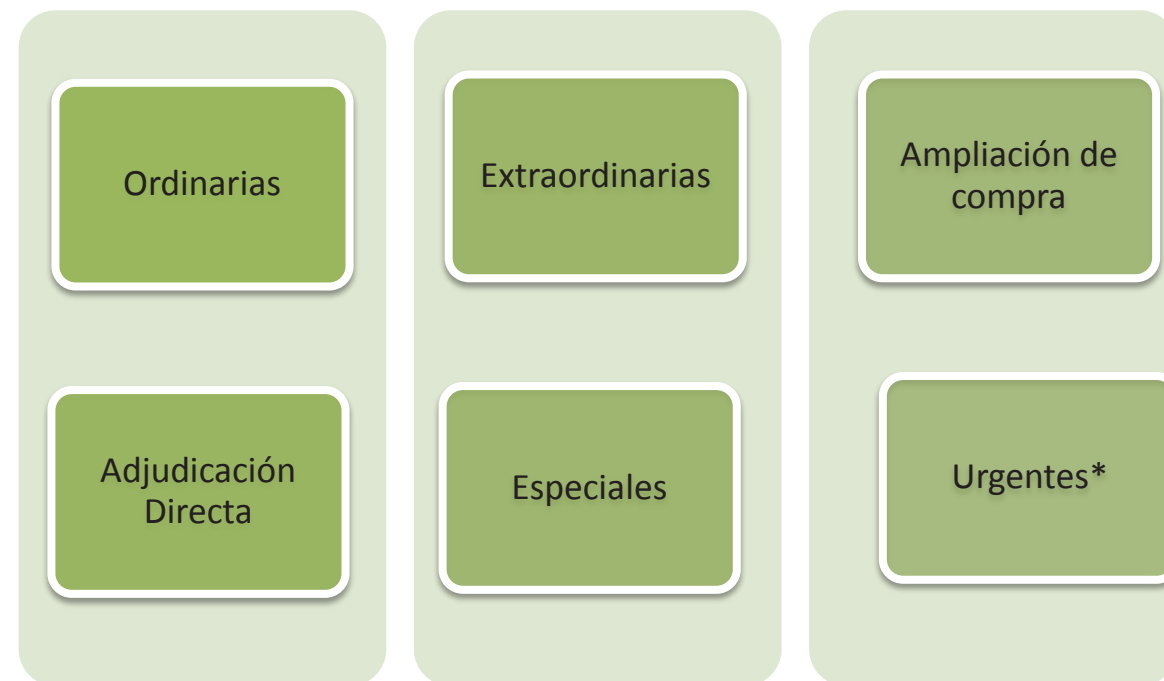 Ordinarias
Adjudicación
Directa
Extraordinarias
Especiales
Ampliación de
compra
Urgentes*